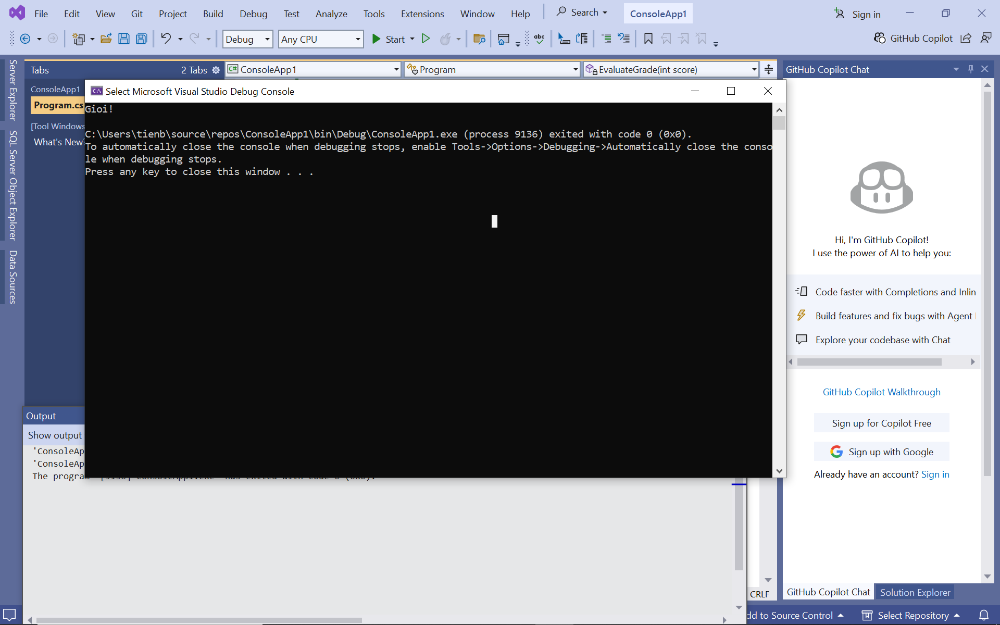 File Edit View Git Project Build Debug Test Analyze Tools Extensions Window Help Search ConsoleApp1 Sign in
Debug Any CPU Start abc GitHub Copilot
Server Explorer
SQL Server Object Explorer
Data Sources
Tabs 2 Tabs
ConsoleApp1
Program.cs
[Tool Windows
What's New?
C# ConsoleApp1 Program EvaluateGrade(int score)
C:\ Select Microsoft Visual Studio Debug Console
Gioi!
C:\Users\tienb\source\repos\ConsoleApp1\bin\Debug\ConsoleApp1.exe (process 9136) exited with code 0 (0x0).
To automatically close the console when debugging stops, enable Tools->Options->Debugging->Automatically close the conso
le when debugging stops.
Press any key to close this window . . .
Output
Show output
'ConsoleAp
'ConsoleAp
The program
CRLF
GitHub Copilot Chat
Hi, I'm GitHub Copilot!
I use the power of AI to help you:
Code faster with Completions and Inlin
Build features and fix bugs with Agent
Explore your codebase with Chat
GitHub Copilot Walkthrough
Sign up for Copilot Free
Sign up with Google
Already have an account? Sign in
GitHub Copilot Chat Solution Explorer
dd to Source Control Select Repository